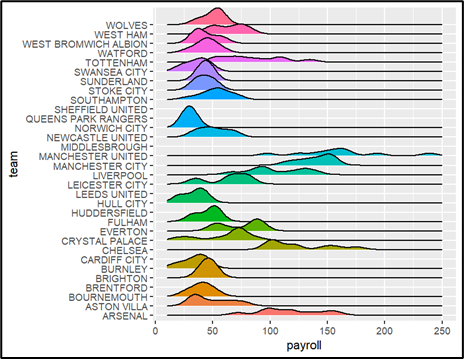 WOLVES
WEST HAM
WEST BROMWICH ALBION
WATFORD
TOTTENHAM
SWANSEA CITY
SUNDERLAND
STOKE CITY
SOUTHAMPTON
SHEFFIELD UNITED
QUEENS PARK RANGERS
NORWICH CITY
NEWCASTLE UNITED
MIDDLESBROUGH
MANCHESTER UNITED
MANCHESTER CITY
LIVERPOOL
LEICESTER CITY
LEEDS UNITED
HULL CITY
HUDDERSFIELD
FULHAM
EVERTON
CRYSTAL PALACE
CHELSEA
CARDIFF CITY
BURNLEY
BRIGHTON
BRENTFORD
BOURNEMOUTH
ASTON VILLA
ARSENAL
team
0 50 100 150 200 250
payroll